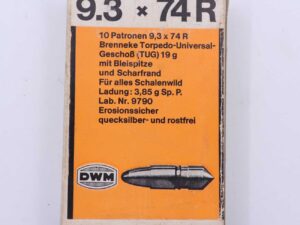 9.3 × 74 R
10 Patronen 9,3 x 74 R
Brenneke Torpedo-Universal-
Geschoß (TUG) 19 g
mit Bleispitze
und Scharfrand
Für alles Schalenwild
Ladung: 3,85 g Sp. P.
Lab. Nr. 9790
Erosionssicher
quecksilber- und rostfrei
DWM